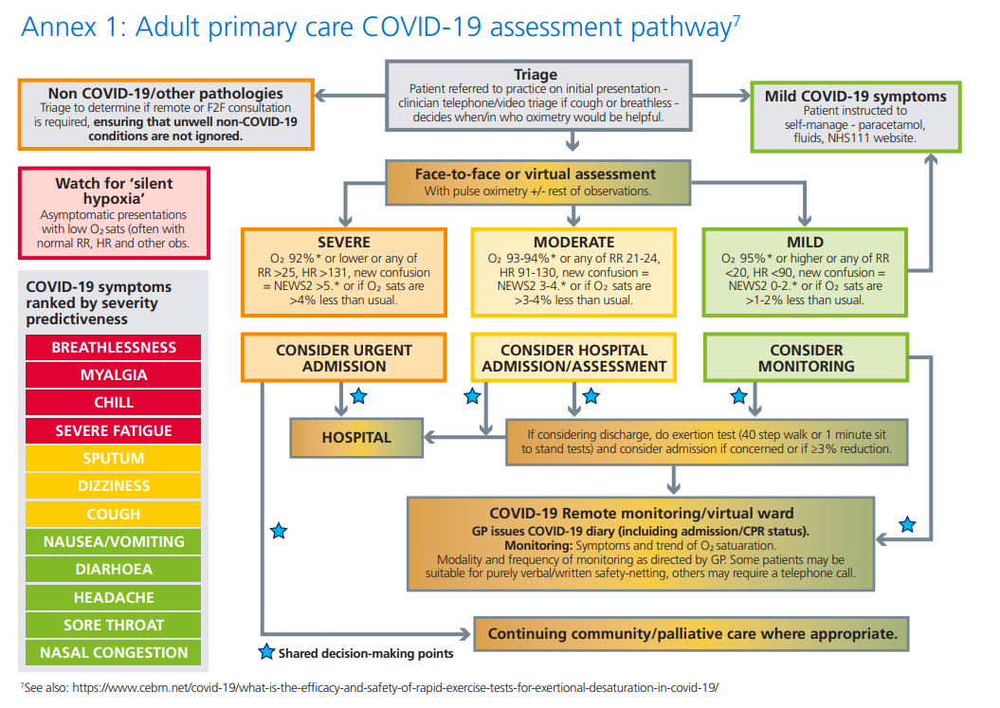 Annex 1: Adult primary care COVID-19 assessment pathway7
Triage
Patient referred to practice on initial presentation -
clinician telephone/video triage if cough or breathless -
decides when/in who oximetry would be helpful.
Non COVID-19/other pathologies
Triage to determine if remote or F2F consultation
is required, ensuring that unwell non-COVID-19
conditions are not ignored.
Mild COVID-19 symptoms
Patient instructed to
self-manage - paracetamol,
fluids, NHS111 website.
Face-to-face or virtual assessment
With pulse oximetry +/- rest of observations.
Watch for 'silent
hypoxia'
Asymptomatic presentations
with low O2 sats (often with
normal RR, HR and other obs.
SEVERE
O2 92%* or lower or any of
RR >25, HR >131, new confusion
= NEWS2 >5.* or if O2 sats are
>4% less than usual.
MODERATE
O2 93-94%* or any of RR 21-24,
HR 91-130, new confusion =
NEWS2 3-4.* or if O2 sats are
>3-4% less than usual.
MILD
O2 95%* or higher or any of RR
<20, HR <90, new confusion =
NEWS2 0-2.* or if O2 sats are
>1-2% less than usual.
COVID-19 symptoms
ranked by severity
predictiveness
BREATHLESSNESS
MYALGIA
CHILL
SEVERE FATIGUE
SPUTUM
DIZZINESS
COUGH
NAUSEA/VOMITING
DIARHOEA
HEADACHE
SORE THROAT
NASAL CONGESTION
CONSIDER URGENT
ADMISSION
CONSIDER HOSPITAL
ADMISSION/ASSESSMENT
CONSIDER
MONITORING
HOSPITAL
If considering discharge, do exertion test (40 step walk or 1 minute sit
to stand tests) and consider admission if concerned or if ≥3% reduction.
COVID-19 Remote monitoring/virtual ward
GP issues COVID-19 diary (including admission/CPR status).
Monitoring: Symptoms and trend of O2 satuaration.
Modality and frequency of monitoring as directed by GP. Some patients may be
suitable for purely verbal/written safety-netting, others may require a telephone call.
Continuing community/palliative care where appropriate.
Shared decision-making points
7See also: https://www.cebm.net/covid-19/what-is-the-efficacy-and-safety-of-rapid-exercise-tests-for-exertional-desaturation-in-covid-19/